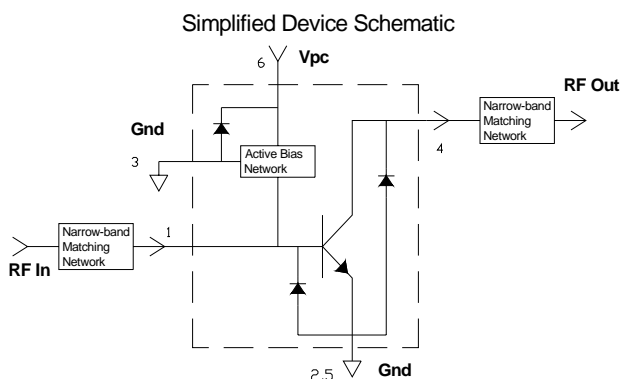 Simplified Device Schematic
6
Vpc
RF Out
Narrow-band
Matching
Network
4
Gnd
3
Active Bias
Network
1
Narrow-band
Matching
Network
RF In
2,5
Gnd